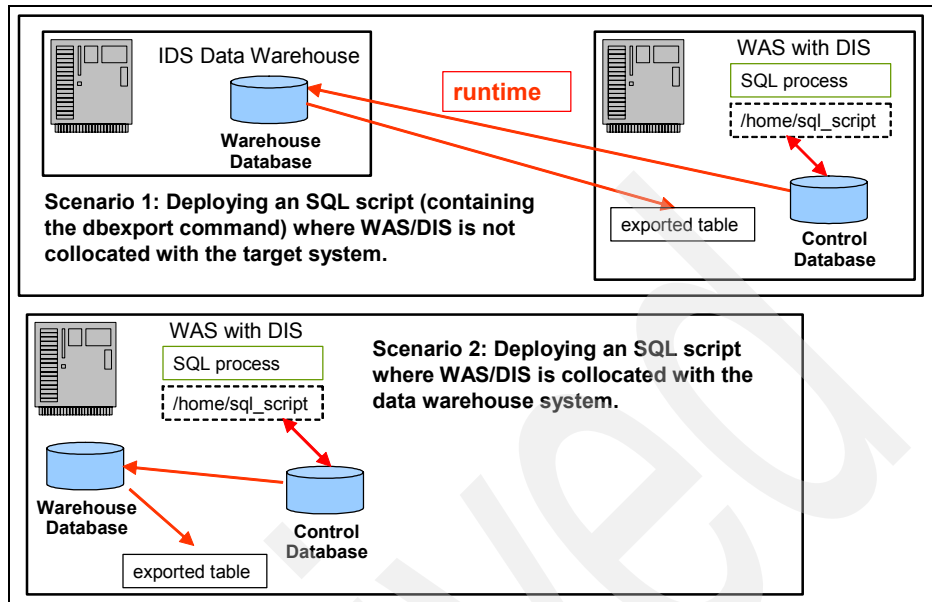 IDS Data Warehouse
Warehouse
Database
runtime
WAS with DIS
SQL process
/home/sql_script
exported table
Control
Database
Scenario 1: Deploying an SQL script (containing
the dbexport command) where WAS/DIS is not
collocated with the target system.
WAS with DIS
SQL process
/home/sql_script
Warehouse
Database
Control
Database
exported table
Scenario 2: Deploying an SQL script
where WAS/DIS is collocated with the
data warehouse system.